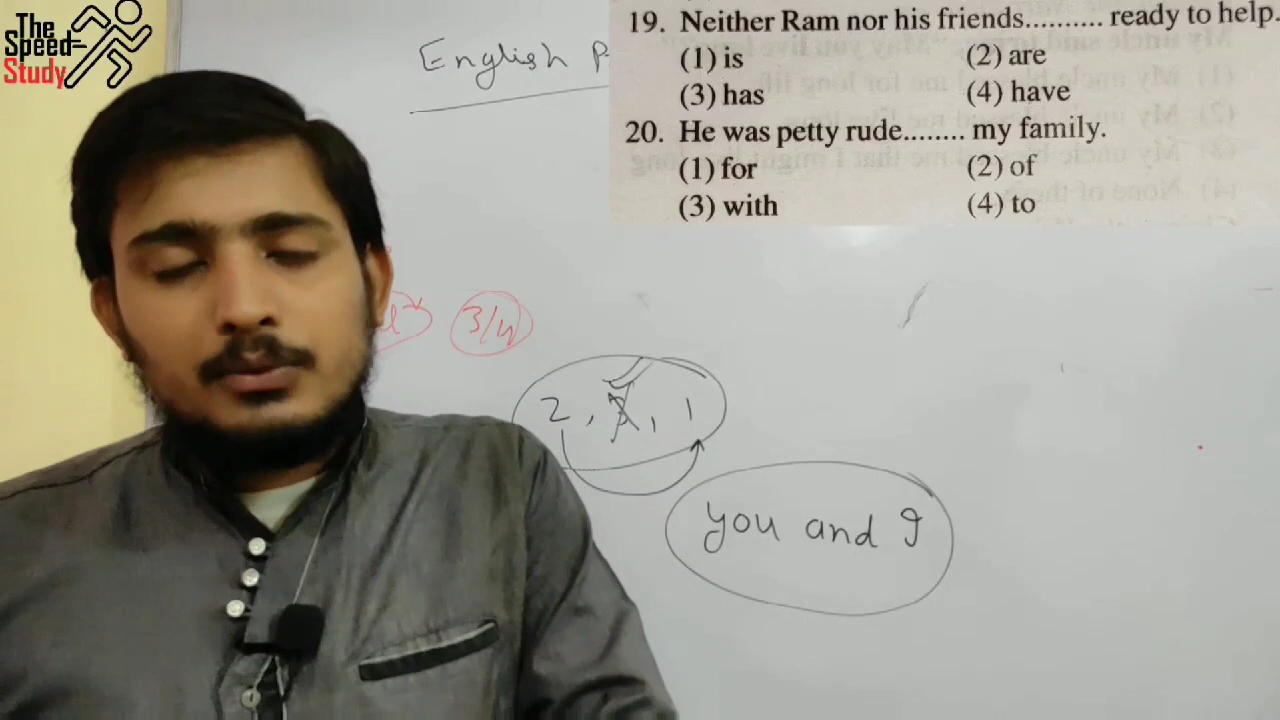 The
Speed
Study
English
19. Neither Ram nor his friends.......... ready to help.
(1) is (2) are
(3) has (4) have
20. He was petty rude........ my family.
(1) for (2) of
(3) with (4) to
3/4
2, 3, 1
you and I